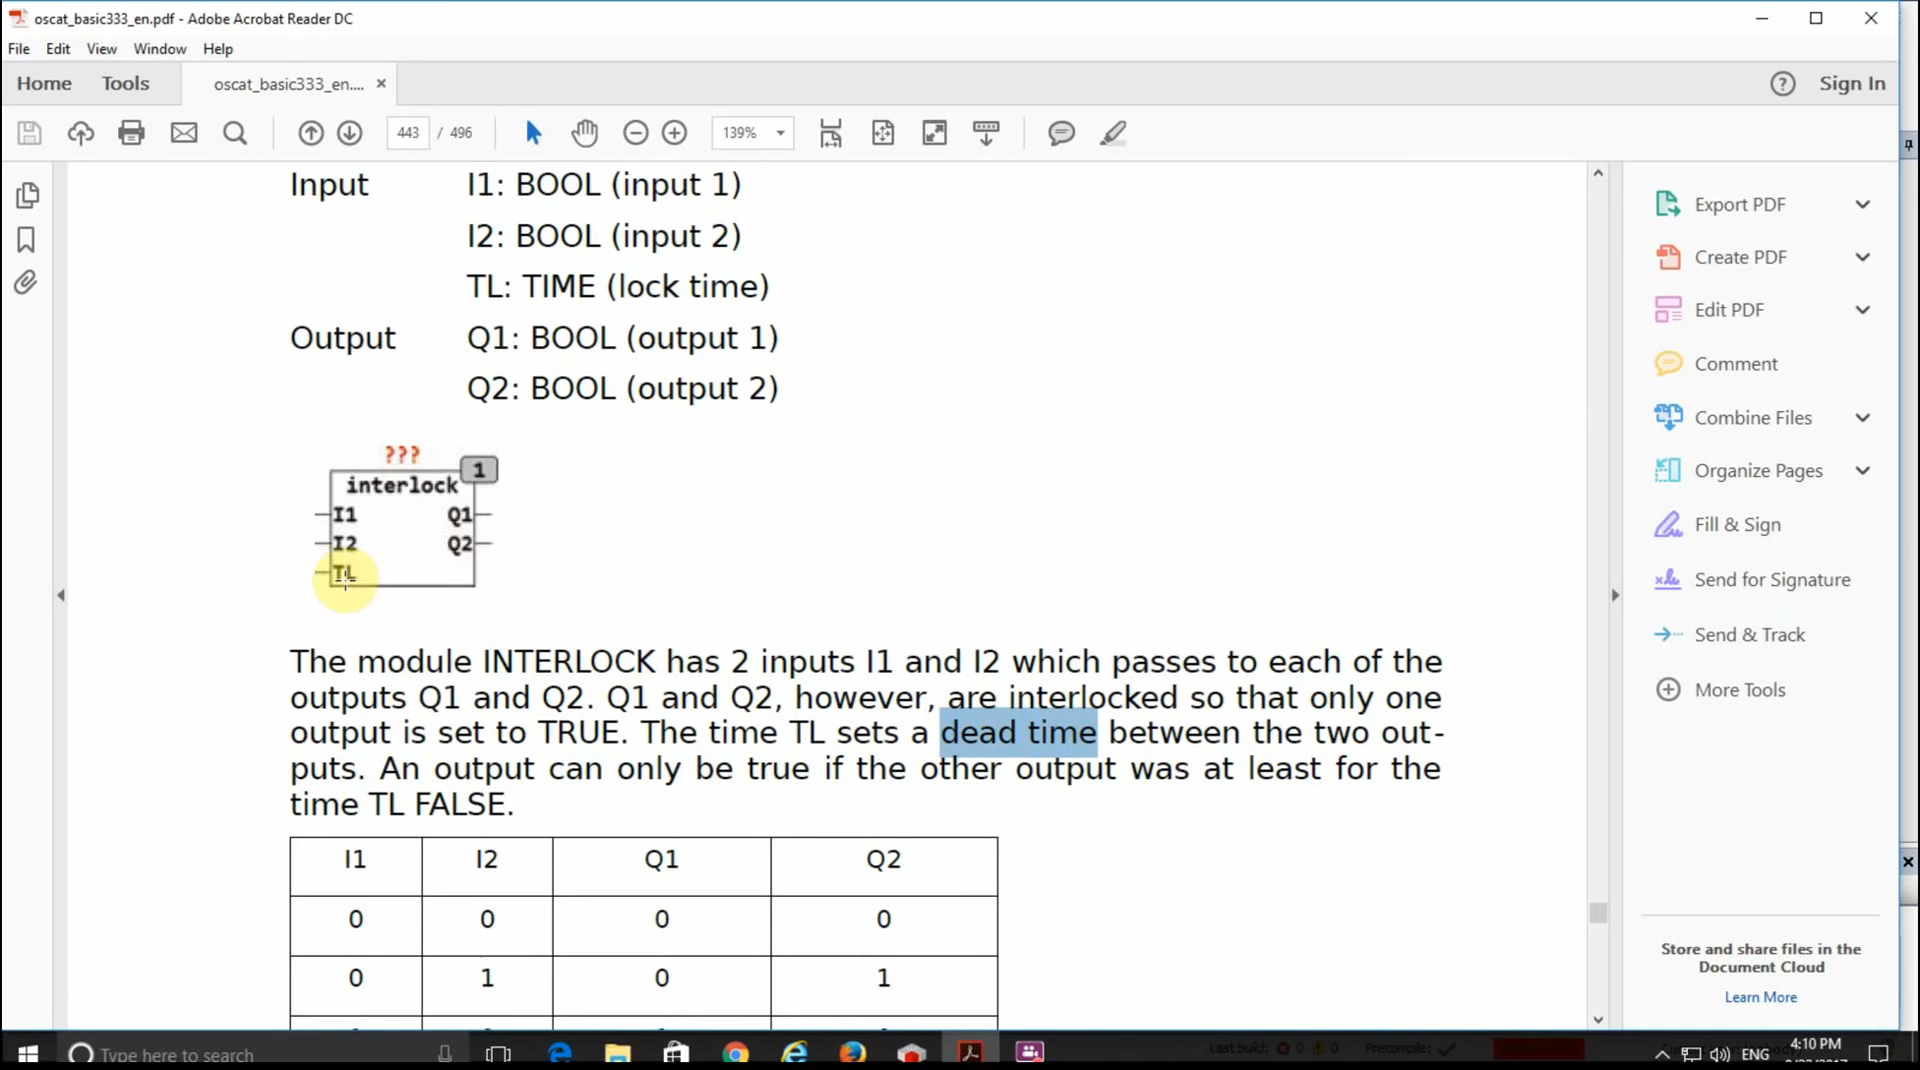 oscat_basic333_en.pdf - Adobe Acrobat Reader DC
File Edit View Window Help
Home Tools oscat_basic333_en.... × ? Sign In
443 / 496 139%
Input I1: BOOL (input 1)
I2: BOOL (input 2)
TL: TIME (lock time)
Output Q1: BOOL (output 1)
Q2: BOOL (output 2)
???
1
interlock
I1 Q1
I2 Q2
TL
The module INTERLOCK has 2 inputs I1 and I2 which passes to each of the
outputs Q1 and Q2. Q1 and Q2, however, are interlocked so that only one
output is set to TRUE. The time TL sets a dead time between the two out-
puts. An output can only be true if the other output was at least for the
time TL FALSE.
I1 I2 Q1 Q2
0 0 0 0
0 1 0 1
Export PDF
Create PDF
Edit PDF
Comment
Combine Files
Organize Pages
Fill & Sign
Send for Signature
Send & Track
More Tools
Store and share files in the
Document Cloud
Learn More
Type here to search
Last build: 0 0 Precompile:
ENG 4:10 PM